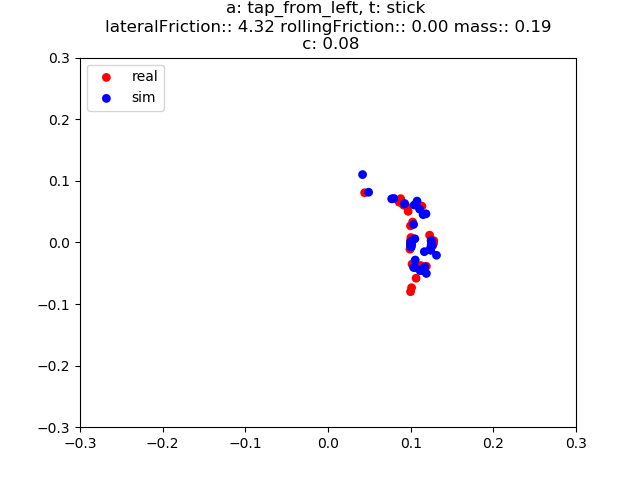 a: tap_from_left, t: stick
lateralFriction:: 4.32 rollingFriction:: 0.00 mass:: 0.19
c: 0.08
real
sim
0.3
0.2
0.1
0.0
−0.1
−0.2
−0.3
−0.3
−0.2
−0.1
0.0
0.1
0.2
0.3